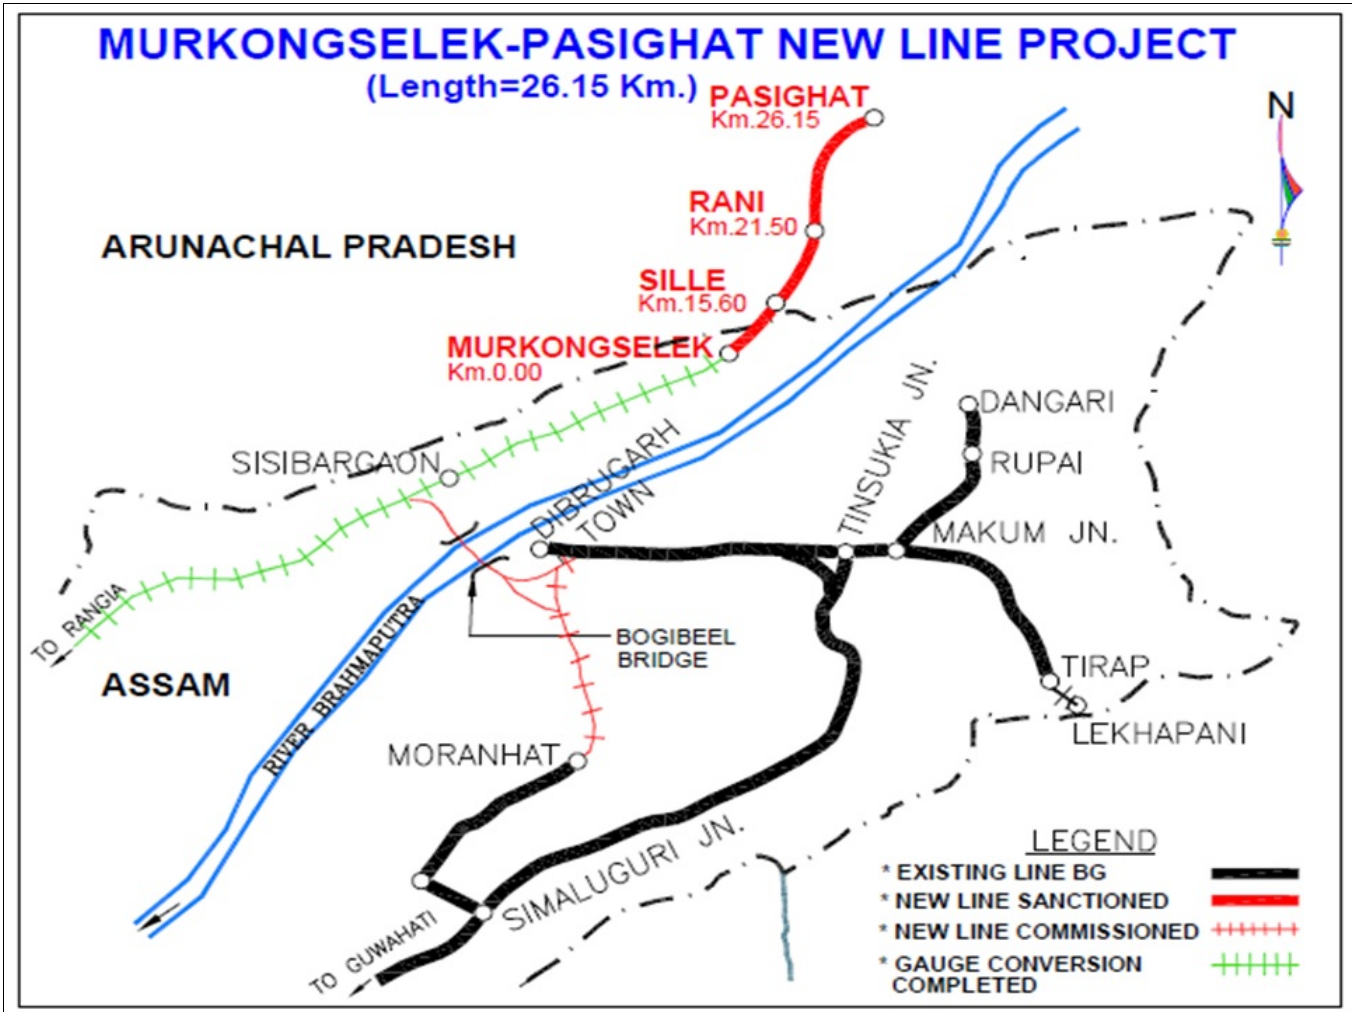 MURKONGSELEK-PASIGHAT NEW LINE PROJECT
(Length=26.15 Km.)
PASIGHAT
Km.26.15
N
RANI
Km.21.50
ARUNACHAL PRADESH
SILLE
Km.15.60
MURKONGSELEK
Km.0.00
TINSUKIA JN.
DANGARI
SISIBARGAON
RUPAI
DIBRUGARH
TOWN
MAKUM JN.
TO RANGIA
BOGIBEEL
BRIDGE
TIRAP
ASSAM
RIVER BRAHMAPUTRA
LEKHAPANI
MORANHAT
SIMALUGURI JN.
TO GUWAHATI
LEGEND
* EXISTING LINE BG
* NEW LINE SANCTIONED
* NEW LINE COMMISSIONED
* GAUGE CONVERSION
COMPLETED